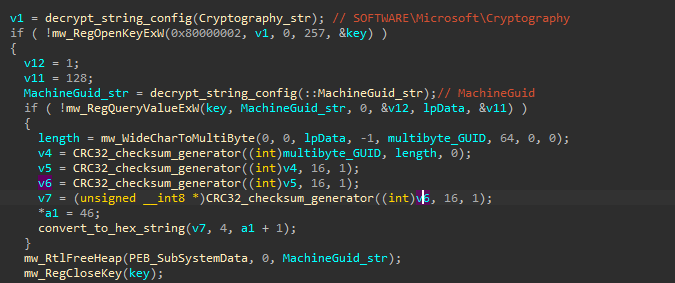 v1 = decrypt_string_config(Cryptography_str); // SOFTWARE\Microsoft\Cryptography
if ( !mw_RegOpenKeyExW(0x80000002, v1, 0, 257, &key) )
{
v12 = 1;
v11 = 128;
MachineGuid_str = decrypt_string_config(::MachineGuid_str);// MachineGuid
if ( !mw_RegQueryValueExW(key, MachineGuid_str, 0, &v12, lpData, &v11) )
{
length = mw_WideCharToMultiByte(0, 0, lpData, -1, multibyte_GUID, 64, 0, 0);
v4 = CRC32_checksum_generator((int)multibyte_GUID, length, 0);
v5 = CRC32_checksum_generator((int)v4, 16, 1);
v6 = CRC32_checksum_generator((int)v5, 16, 1);
v7 = (unsigned __int8 *)CRC32_checksum_generator((int)v6, 16, 1);
*a1 = 46;
convert_to_hex_string(v7, 4, a1 + 1);
}
mw_RtlFreeHeap(PEB_SubSystemData, 0, MachineGuid_str);
mw_RegCloseKey(key);